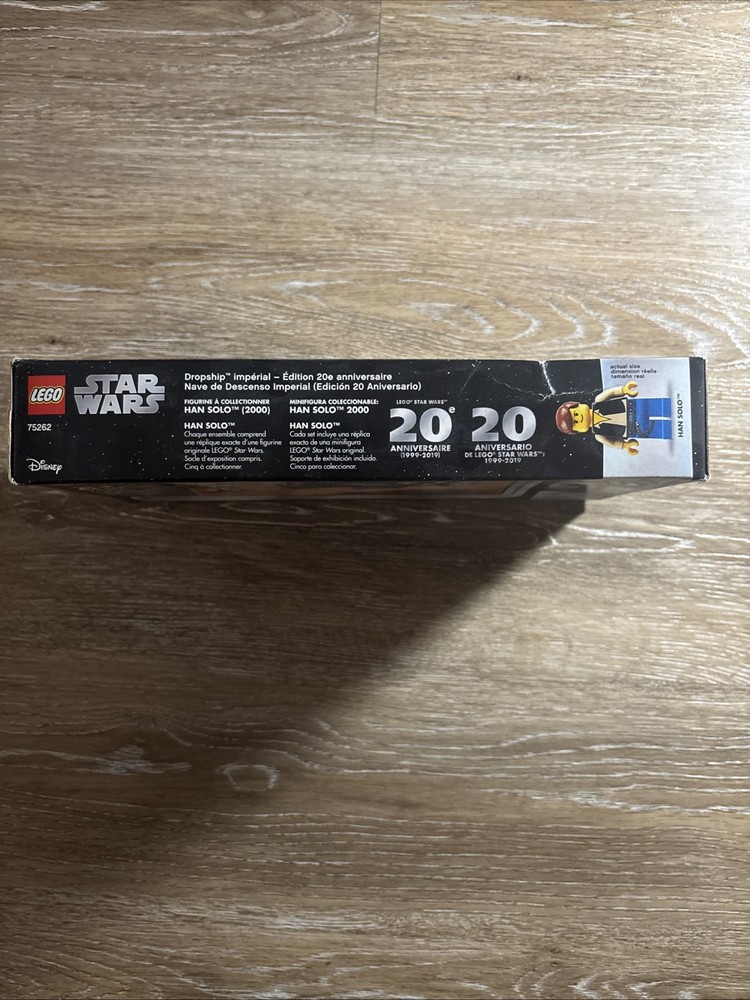 LEGO
STAR
WARS
75262
Disney
Dropship™ impérial – Édition 20e anniversaire
Nave de Descenso Imperial (Edición 20 Aniversario)
FIGURINE À COLLECTIONNER
HAN SOLO™ (2000)
HAN SOLO™
Chaque ensemble comprend
une réplique exacte d'une figurine
originale LEGO® Star Wars.
Socle d'exposition compris.
Cinq à collectionner.
MINIFIGURA COLECCIONABLE:
HAN SOLO™ 2000
HAN SOLO™
Cada set incluye una réplica
exacta de una minifigura
LEGO® Star Wars original.
Soporte de exhibición incluido.
Cinco para coleccionar.
LEGO® STAR WARS™
20e
ANNIVERSAIRE
(1999-2019)
20
ANIVERSARIO
DE LEGO® STAR WARS™:
1999-2019
actual size
dimension réelle
tamaño real
HAN SOLO™